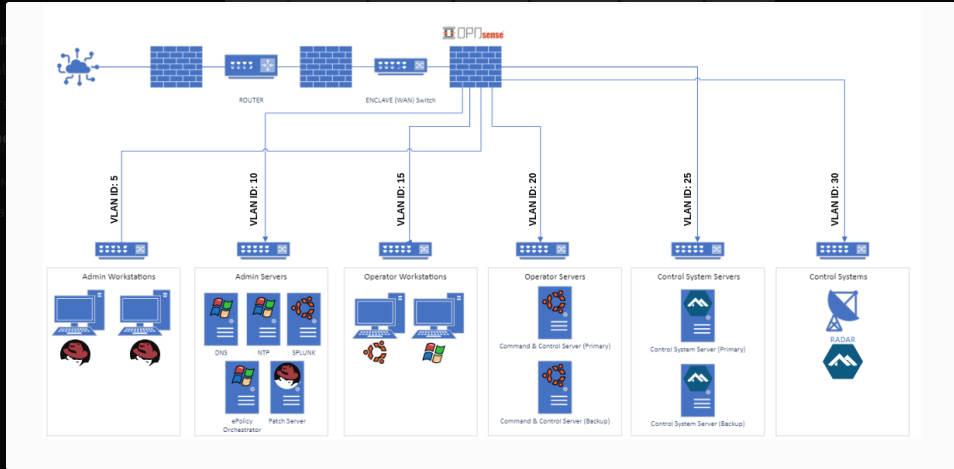 OPNsense
ROUTER
ENCLAVE (WAN) Switch
VLAN ID: 5
VLAN ID: 10
VLAN ID: 15
VLAN ID: 20
VLAN ID: 25
VLAN ID: 30
Admin Workstations
Admin Servers
DNS
NTP
SPLUNK
ePolicy
Orchestrator
Patch Server
Operator Workstations
Operator Servers
Command & Control Server (Primary)
Command & Control Server (Backup)
Control System Servers
Control System Server (Primary)
Control System Server (Backup)
Control Systems
RADAR